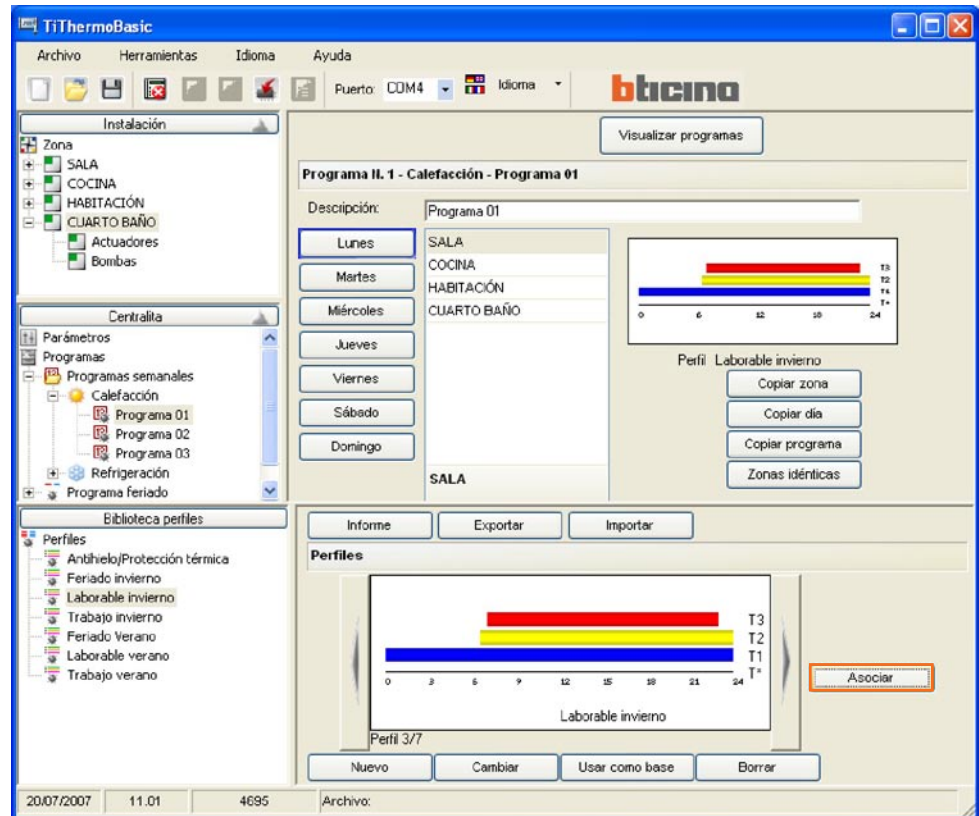 TiThermoBasic
Archivo Herramientas Idioma Ayuda
Puerto: COM4 Idioma bticino
Instalación
Zona
SALA
COCINA
HABITACIÓN
CUARTO BAÑO
Actuadores
Bombas
Centralita
Parámetros
Programas
Programas semanales
Calefacción
Programa 01
Programa 02
Programa 03
Refrigeración
Programa feriado
Biblioteca perfiles
Perfiles
Antihielo/Protección térmica
Feriado invierno
Laborable invierno
Trabajo invierno
Feriado Verano
Laborable verano
Trabajo verano
Visualizar programas
Programa N. 1 - Calefacción - Programa 01
Descripción: Programa 01
Lunes
Martes
Miércoles
Jueves
Viernes
Sábado
Domingo
SALA
COCINA
HABITACIÓN
CUARTO BAÑO
SALA
T3
T2
T1
T*
0 6 12 18 24
Perfil Laborable invierno
Copiar zona
Copiar día
Copiar programa
Zonas idénticas
Informe Exportar Importar
Perfiles
T3
T2
T1
T*
0 3 6 9 12 15 18 21 24
Laborable invierno
Perfil 3/7
Asociar
Nuevo Cambiar Usar como base Borrar
20/07/2007 11.01 4695 Archivo: